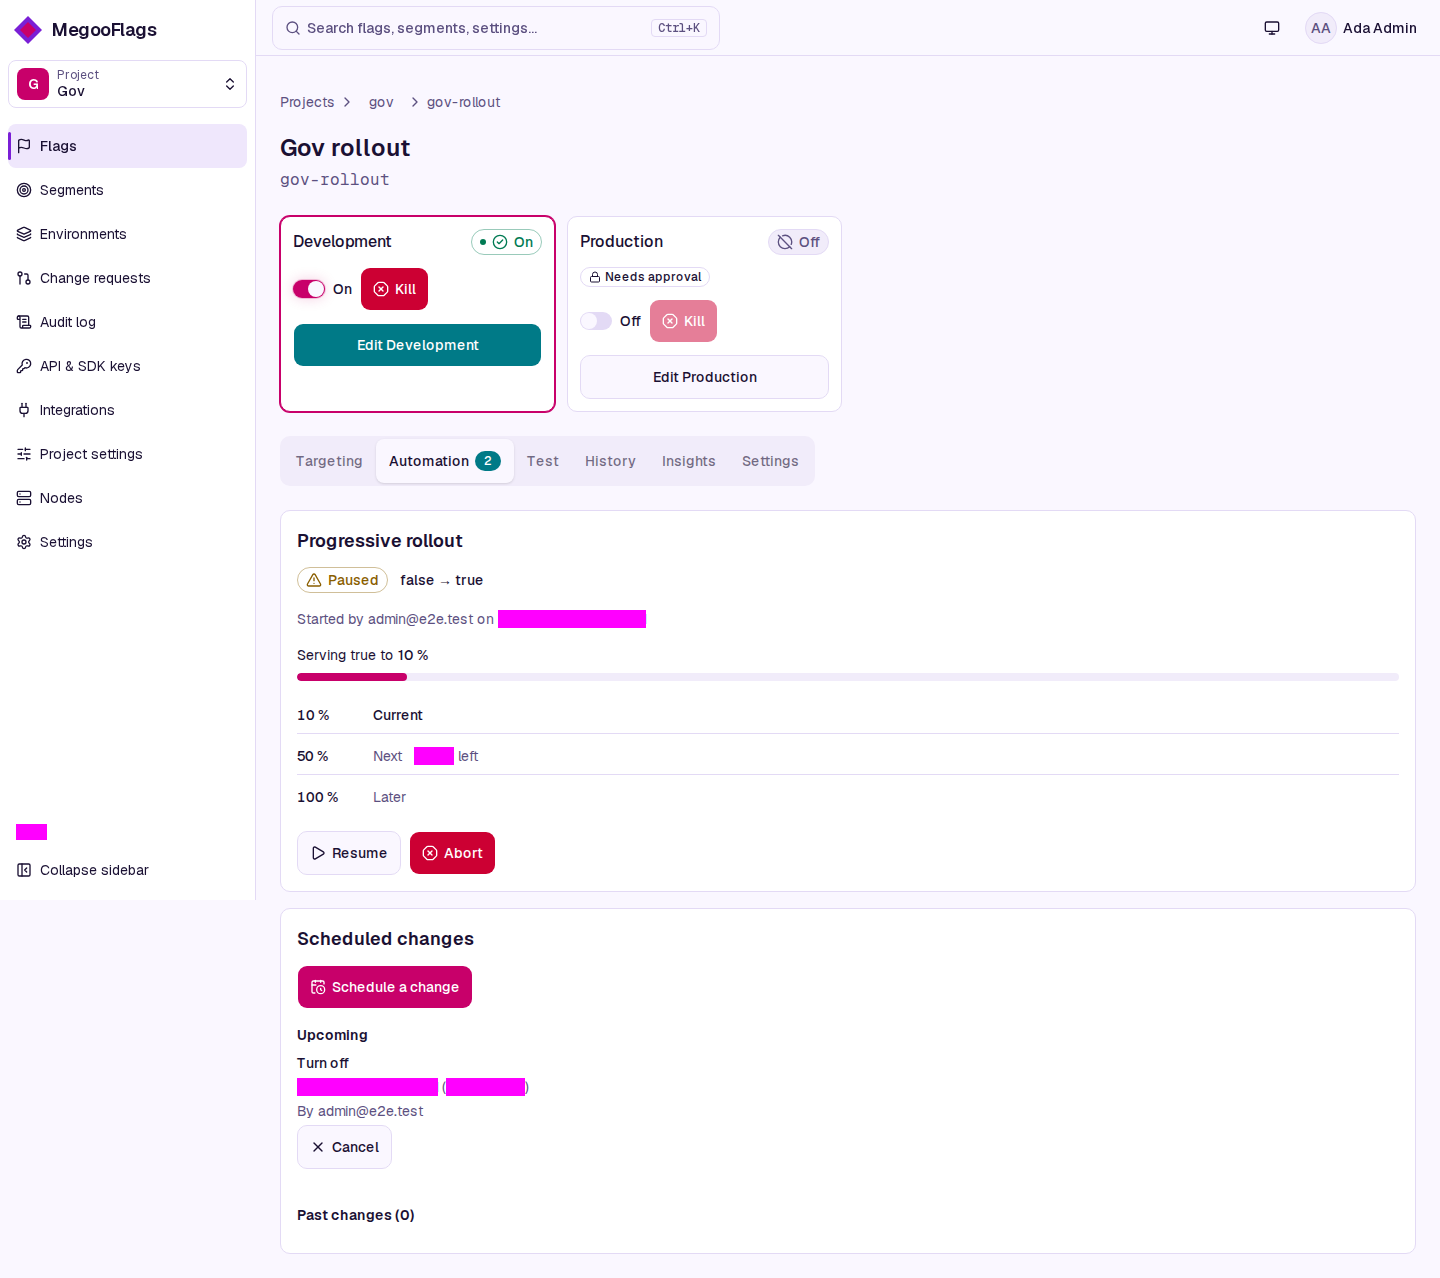 MegooFlags
Search flags, segments, settings...
Ctrl+K
AA
Ada Admin
G
Project
Gov
Flags
Segments
Environments
Change requests
Audit log
API & SDK keys
Integrations
Project settings
Nodes
Settings
Collapse sidebar
Projects
gov
gov-rollout
Gov rollout
gov-rollout
Development
On
On
Kill
Edit Development
Production
Off
Needs approval
Off
Kill
Edit Production
Targeting
Automation 2
Test
History
Insights
Settings
Progressive rollout
Paused
false → true
Started by admin@e2e.test on
Serving true to 10 %
10 % Current
50 % Next left
100 % Later
Resume
Abort
Scheduled changes
Schedule a change
Upcoming
Turn off
( )
By admin@e2e.test
Cancel
Past changes (0)